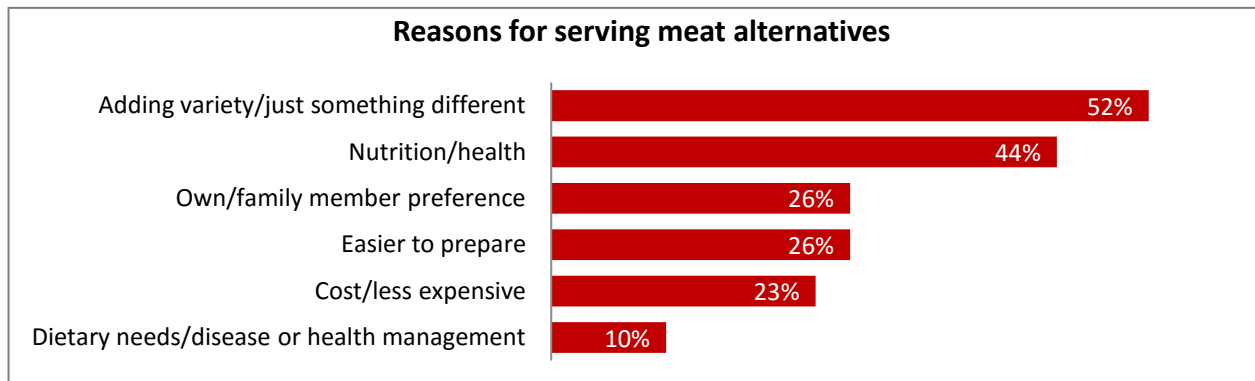 Reasons for serving meat alternatives
Adding variety/just something different 52%
Nutrition/health 44%
Own/family member preference 26%
Easier to prepare 26%
Cost/less expensive 23%
Dietary needs/disease or health management 10%